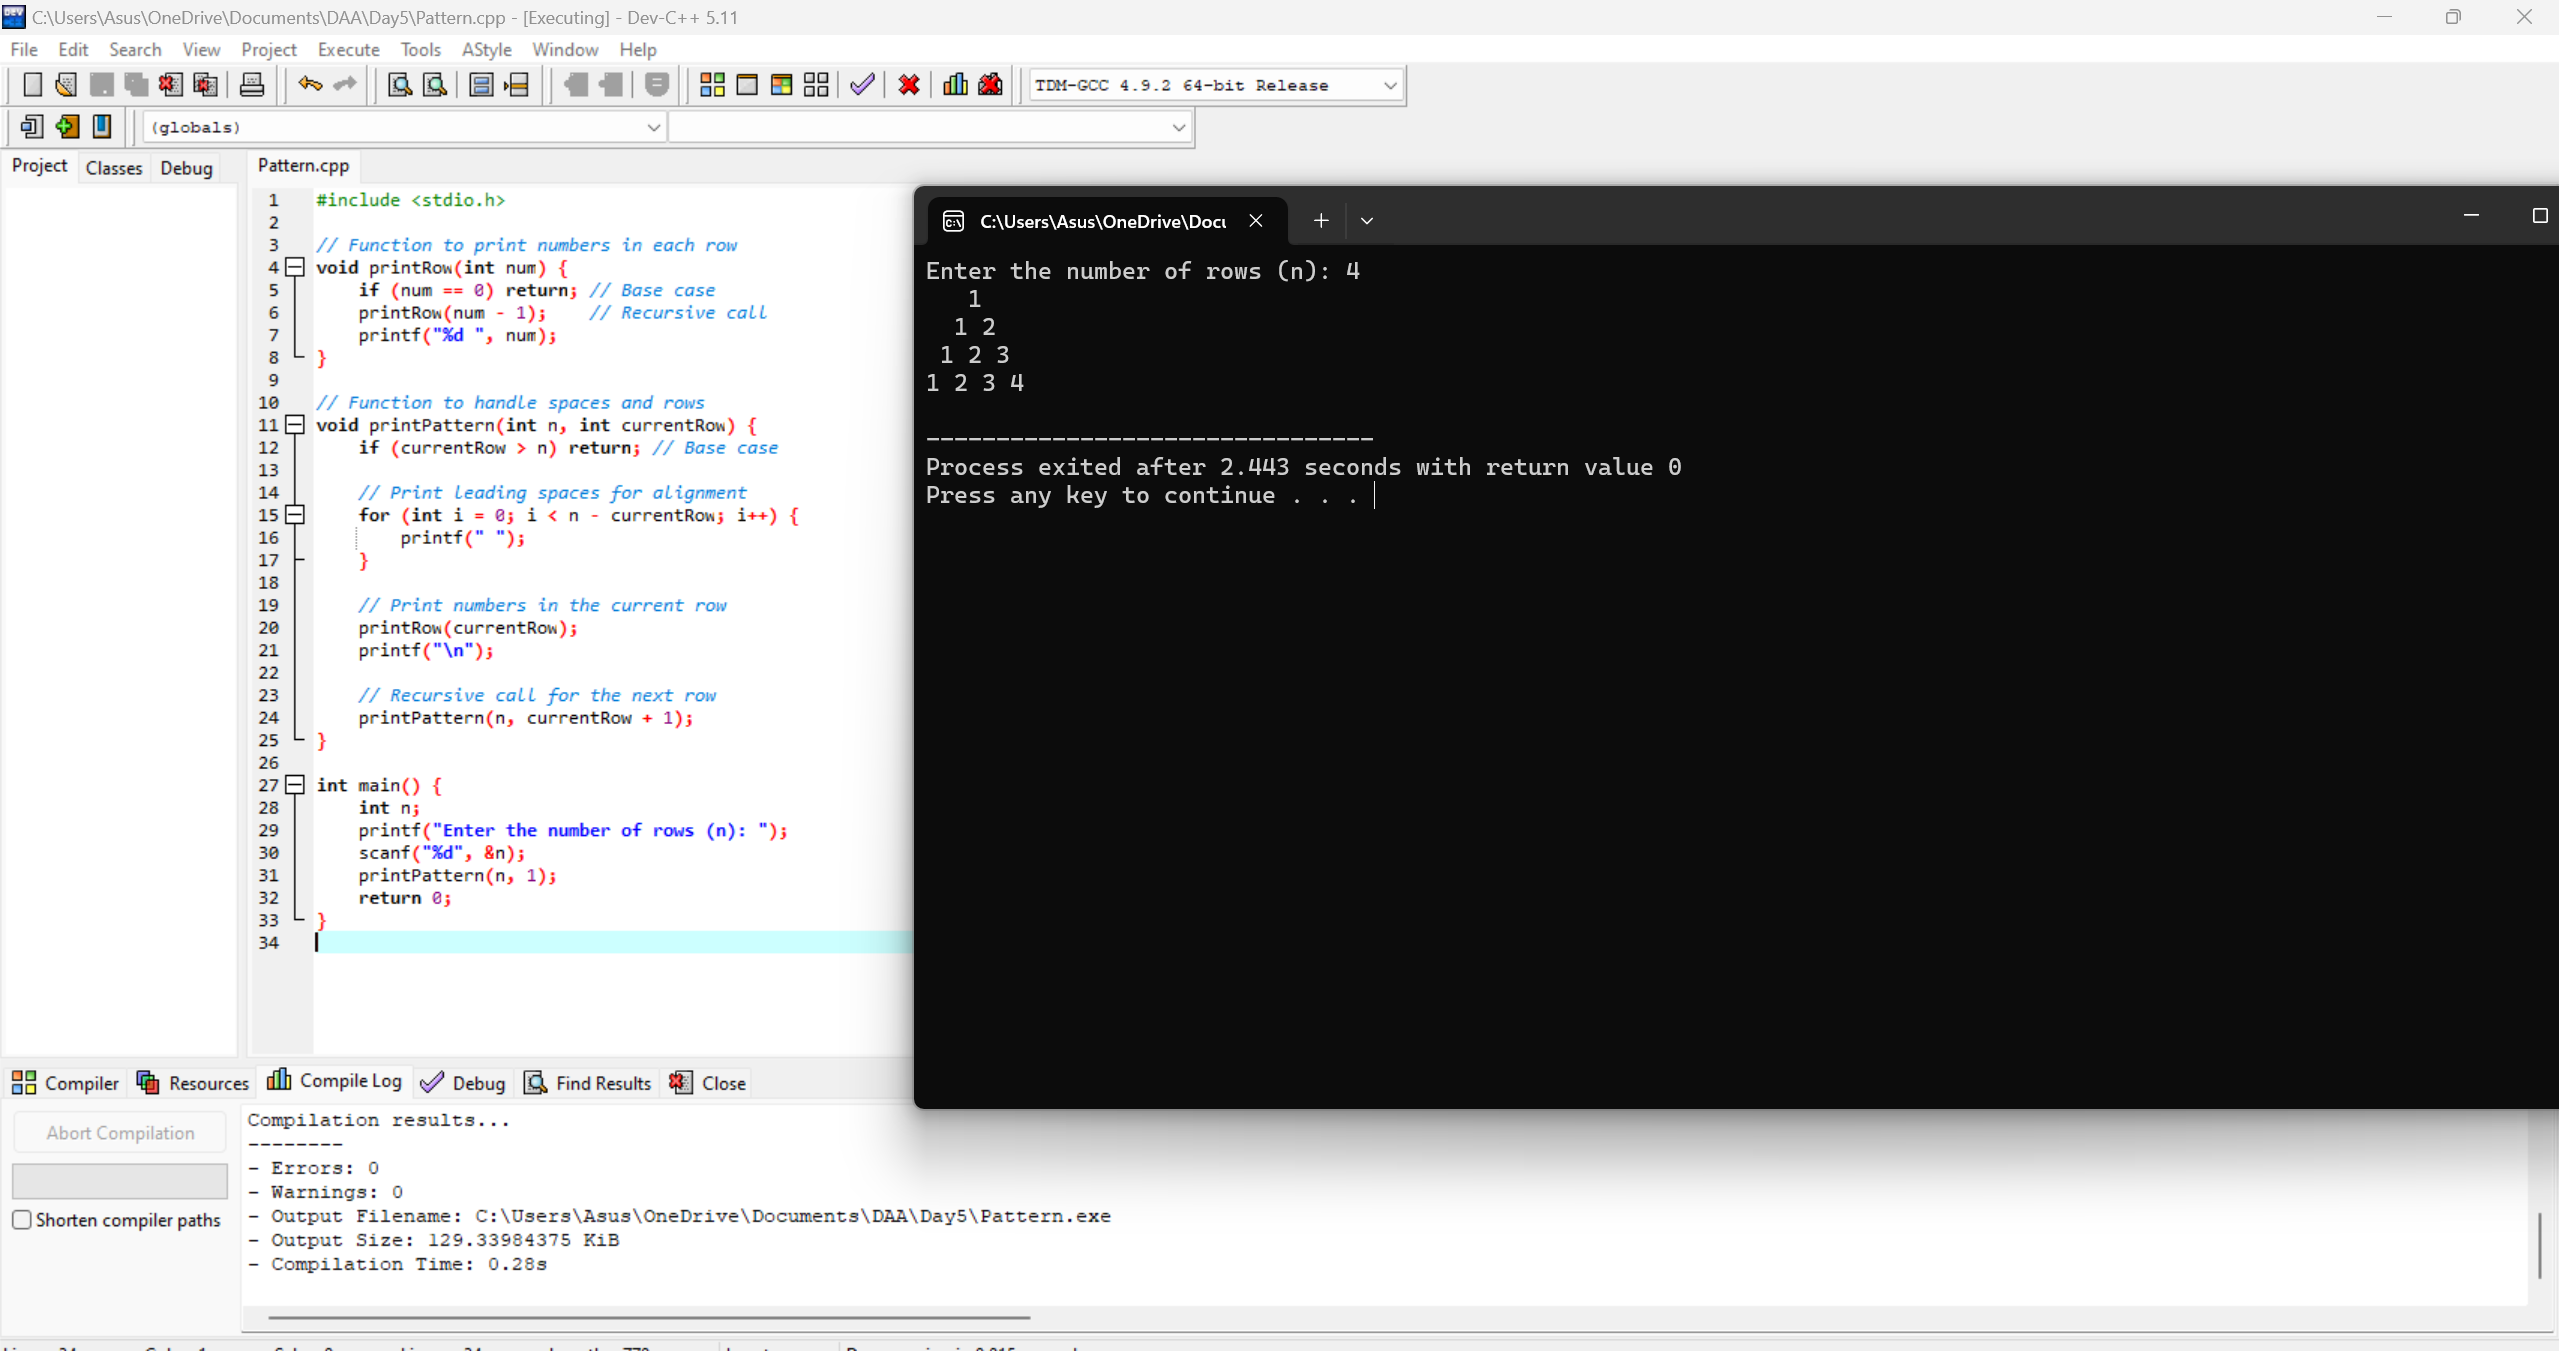 C:\Users\Asus\OneDrive\Documents\DAA\Day5\Pattern.cpp - [Executing] - Dev-C++ 5.11
File Edit Search View Project Execute Tools AStyle Window Help
TDM-GCC 4.9.2 64-bit Release
(globals)
Project Classes Debug
Pattern.cpp
1 #include <stdio.h>
2
3 // Function to print numbers in each row
4 void printRow(int num) {
5 if (num == 0) return; // Base case
6 printRow(num - 1); // Recursive call
7 printf("%d ", num);
8 }
9
10 // Function to handle spaces and rows
11 void printPattern(int n, int currentRow) {
12 if (currentRow > n) return; // Base case
13
14 // Print leading spaces for alignment
15 for (int i = 0; i < n - currentRow; i++) {
16 printf(" ");
17 }
18
19 // Print numbers in the current row
20 printRow(currentRow);
21 printf("\n");
22
23 // Recursive call for the next row
24 printPattern(n, currentRow + 1);
25 }
26
27 int main() {
28 int n;
29 printf("Enter the number of rows (n): ");
30 scanf("%d", &n);
31 printPattern(n, 1);
32 return 0;
33 }
34
C:\Users\Asus\OneDrive\Docu
Enter the number of rows (n): 4
1
1 2
1 2 3
1 2 3 4
--------------------------------
Process exited after 2.443 seconds with return value 0
Press any key to continue . . .
Compiler Resources Compile Log Debug Find Results Close
Abort Compilation
Shorten compiler paths
Compilation results...
--------
- Errors: 0
- Warnings: 0
- Output Filename: C:\Users\Asus\OneDrive\Documents\DAA\Day5\Pattern.exe
- Output Size: 129.33984375 KiB
- Compilation Time: 0.28s